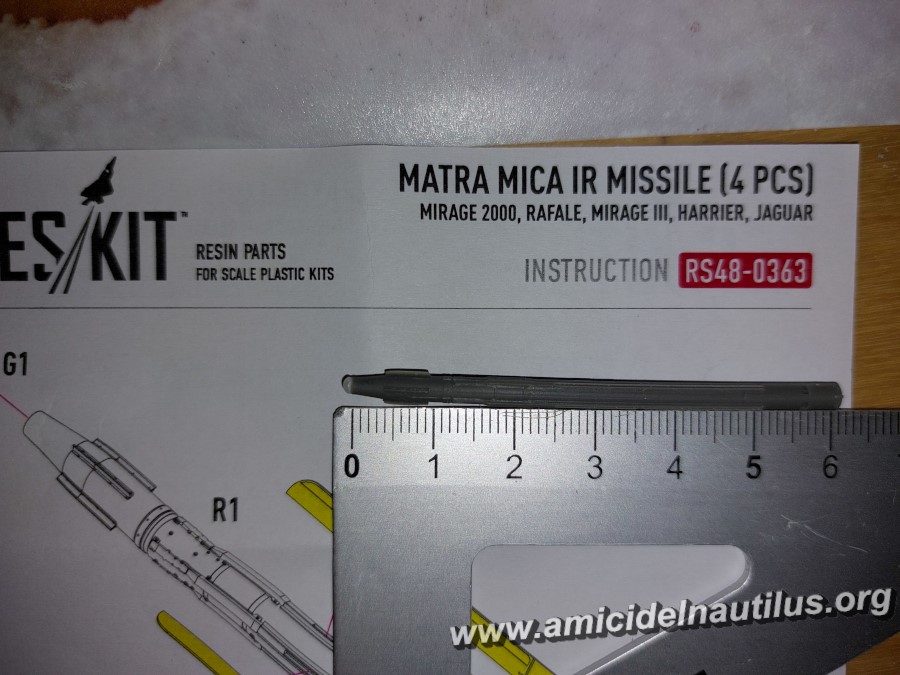 MATRA MICA IR MISSILE (4 PCS)
MIRAGE 2000, RAFALE, MIRAGE III, HARRIER, JAGUAR
ES/KIT™
RESIN PARTS
FOR SCALE PLASTIC KITS
INSTRUCTION RS48-0363
G1
R1
0 1 2 3 4 5 6
www.amicidelnautilus.org